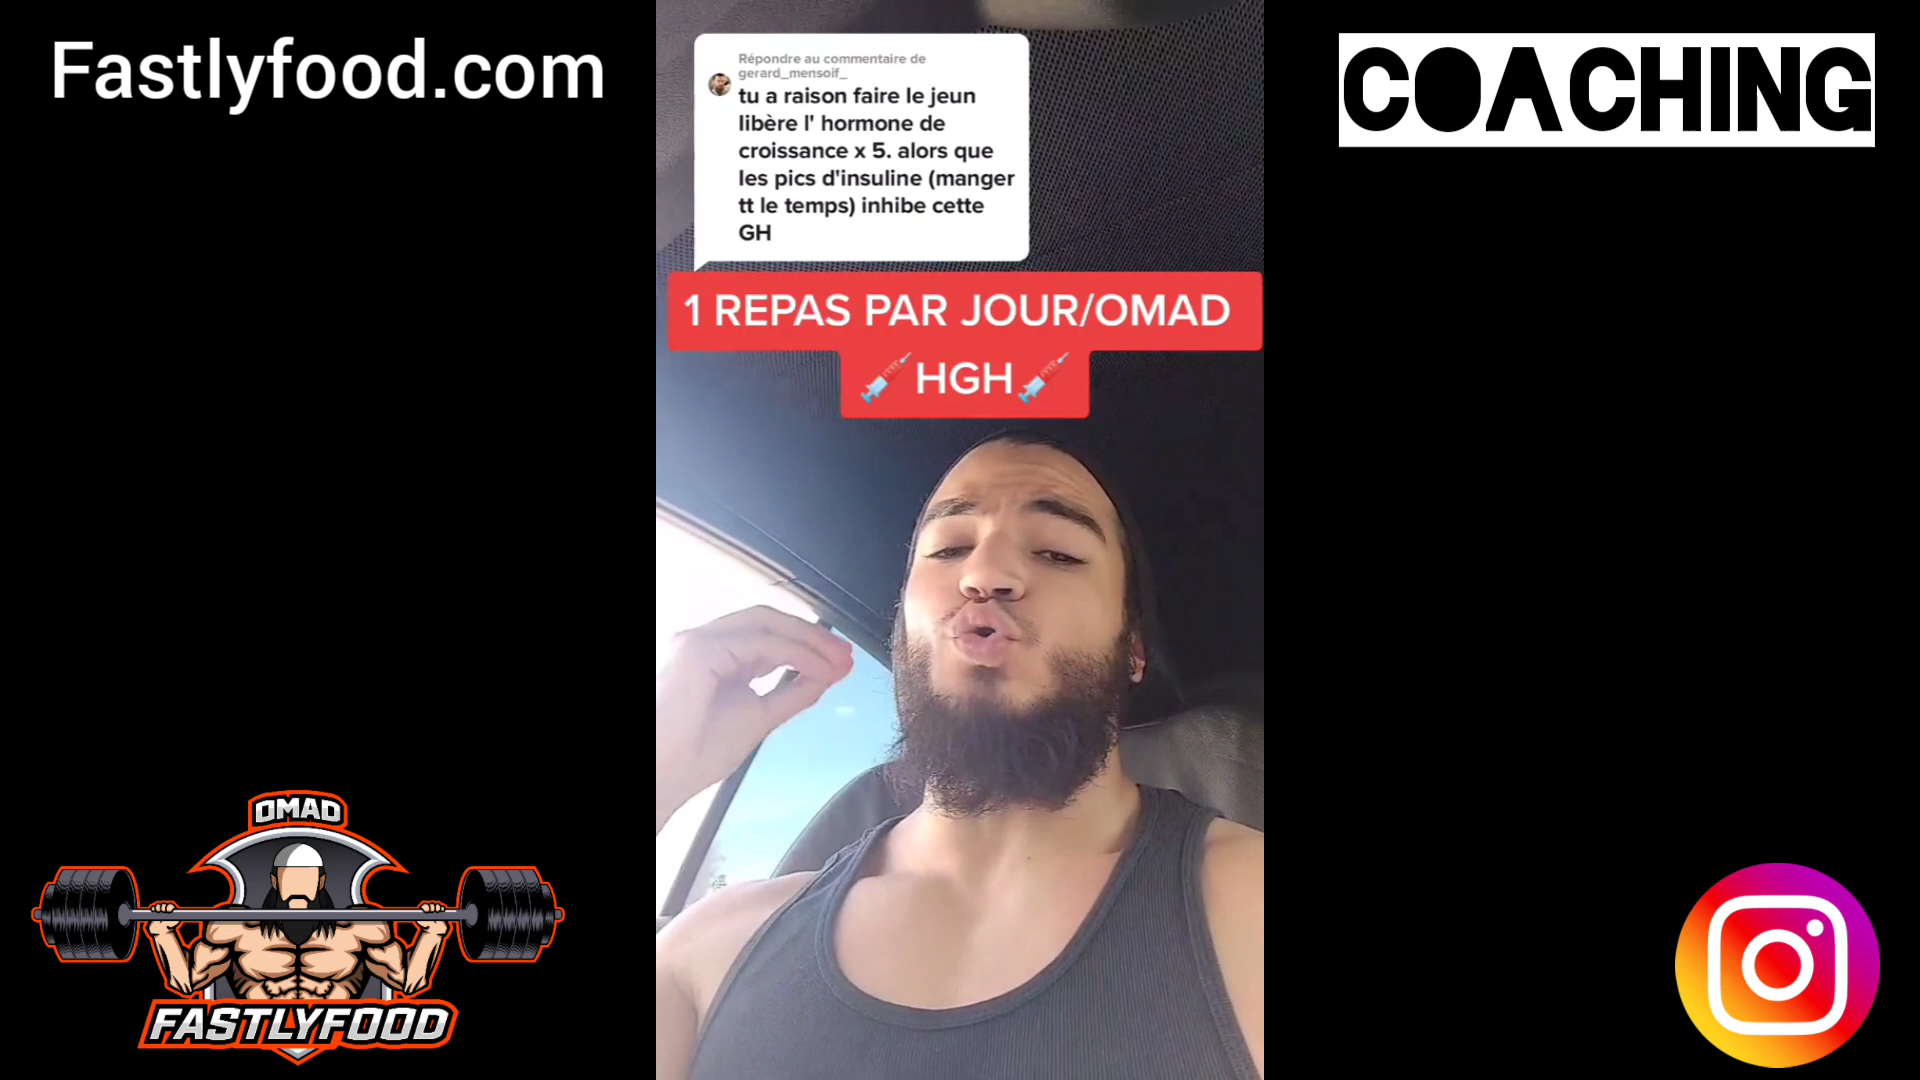 Fastlyfood.com
Répondre au commentaire de
gerard_mensoif_
tu a raison faire le jeun
libère l' hormone de
croissance x 5. alors que
les pics d'insuline (manger
tt le temps) inhibe cette
GH
1 REPAS PAR JOUR/OMAD
💉HGH💉
COACHING
OMAD
FASTLYFOOD